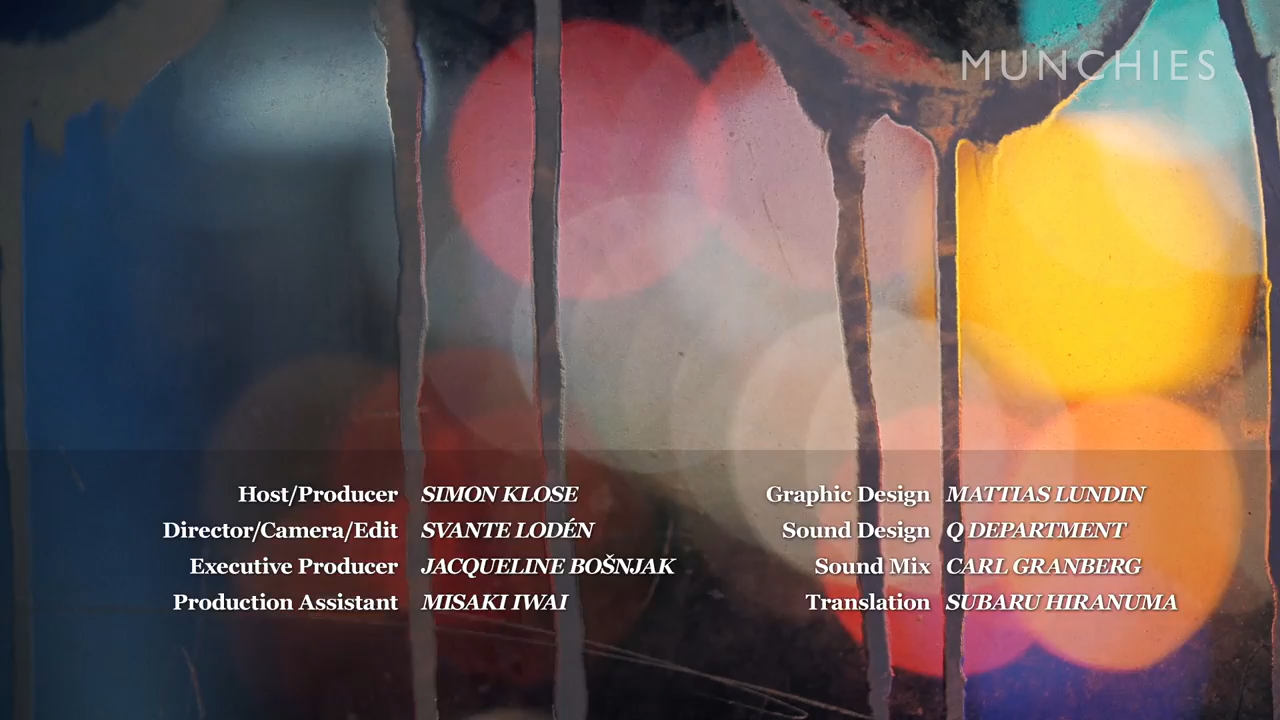 MUNCHIES
Host/Producer SIMON KLOSE
Director/Camera/Edit SVANTE LODÉN
Executive Producer JACQUELINE BOŠNJAK
Production Assistant MISAKI IWAI
Graphic Design MATTIAS LUNDIN
Sound Design Q DEPARTMENT
Sound Mix CARL GRANBERG
Translation SUBARU HIRANUMA